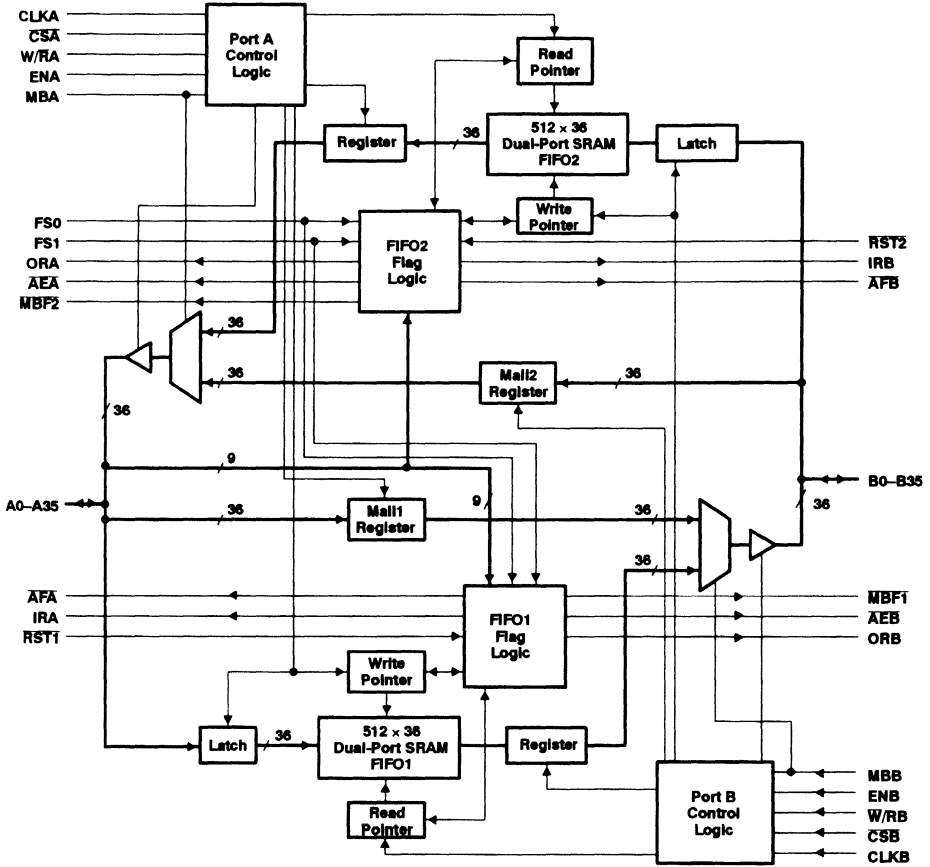 CLKA
CSA
W/RA
ENA
MBA
Port A
Control
Logic
Read
Pointer
Register
36
512 × 36
Dual-Port SRAM
FIFO2
Latch
Write
Pointer
FS0
FS1
ORA
AEA
MBF2
FIFO2
Flag
Logic
RST2
IRB
AFB
36
36
Mail2
Register
36
36
9
A0–A35
36
Mail1
Register
9
36
36
B0–B35
36
AFA
IRA
RST1
FIFO1
Flag
Logic
MBF1
AEB
ORB
Write
Pointer
Latch
36
512 × 36
Dual-Port SRAM
FIFO1
Register
Read
Pointer
Port B
Control
Logic
MBB
ENB
W/RB
CSB
CLKB